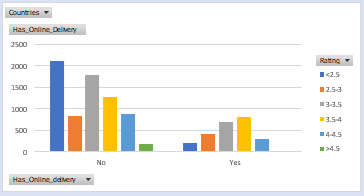 Countries
Has_Online_Delivery
2500
2000
1500
1000
500
0
No
Yes
Rating
<2.5
2.5-3
3-3.5
3.5-4
4-4.5
>4.5
Has_Online_delivery